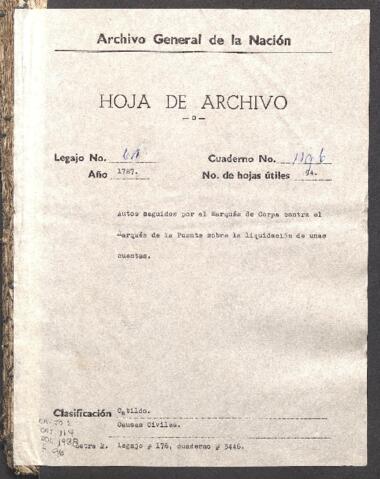 Archivo General de la Nación
HOJA DE ARCHIVO
—o—
Legajo No. Cuaderno No.
Año 1787. No. de hojas útiles 94.
Autos seguidos por el Marqués de Corpa contra el
Marqués de la Puente sobre la liquidación de unas
cuentas.
Clasificación Cabildo.
Causas Civiles.
Letra M. Legajo # 176, cuaderno # 3446.